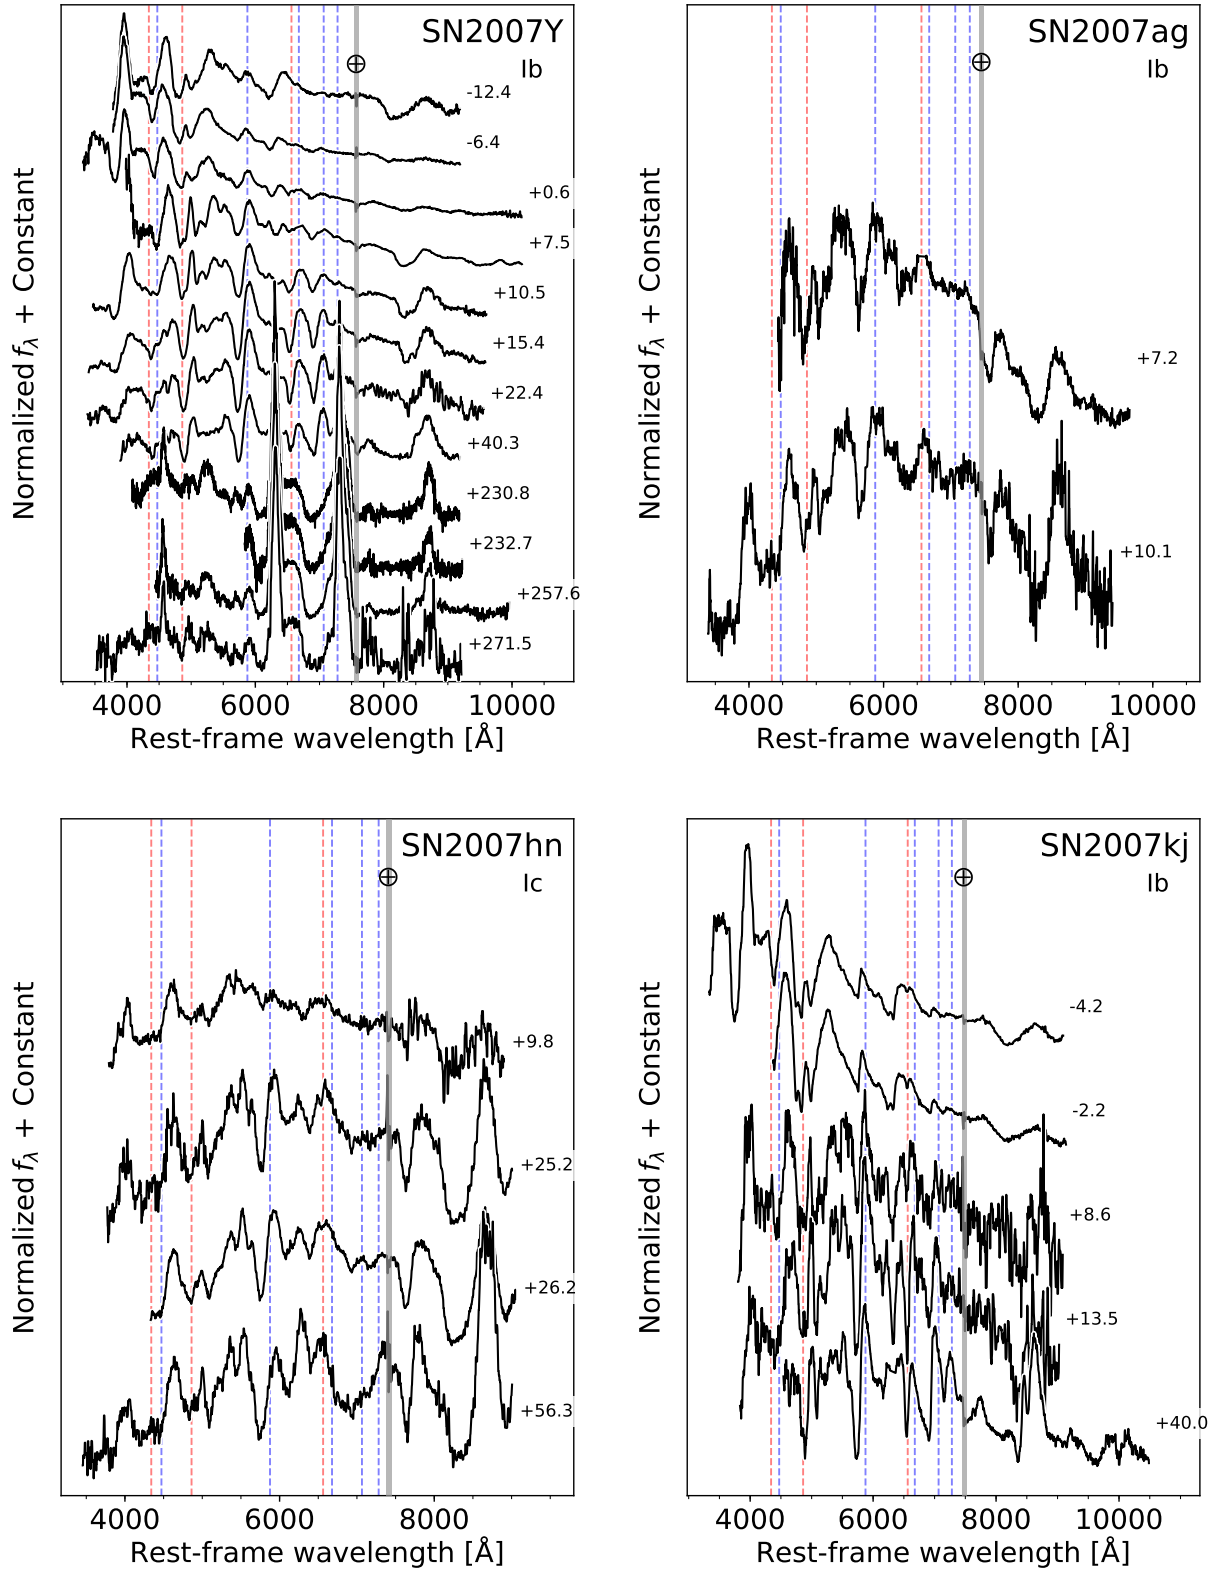 SN2007Y
Ib
-12.4
-6.4
+0.6
+7.5
+10.5
+15.4
+22.4
+40.3
+230.8
+232.7
+257.6
+271.5
Normalized fλ + Constant
4000 6000 8000 10000
Rest-frame wavelength [Å]
SN2007ag
Ib
+7.2
+10.1
Normalized fλ + Constant
4000 6000 8000 10000
Rest-frame wavelength [Å]
SN2007hn
Ic
+9.8
+25.2
+26.2
+56.3
Normalized fλ + Constant
4000 6000 8000
Rest-frame wavelength [Å]
SN2007kj
Ib
-4.2
-2.2
+8.6
+13.5
+40.0
Normalized fλ + Constant
4000 6000 8000 10000
Rest-frame wavelength [Å]